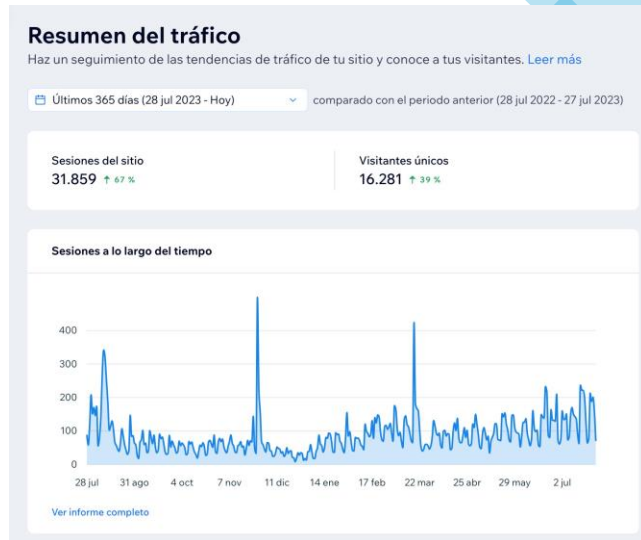 Resumen del tráfico
Haz un seguimiento de las tendencias de tráfico de tu sitio y conoce a tus visitantes. Leer más
Últimos 365 días (28 jul 2023 - Hoy)
comparado con el periodo anterior (28 jul 2022 - 27 jul 2023)
Sesiones del sitio
31.859 ↑ 67 %
Visitantes únicos
16.281 ↑ 39 %
Sesiones a lo largo del tiempo
400
300
200
100
0
28 jul 31 ago 4 oct 7 nov 11 dic 14 ene 17 feb 22 mar 25 abr 29 may 2 jul
Ver informe completo